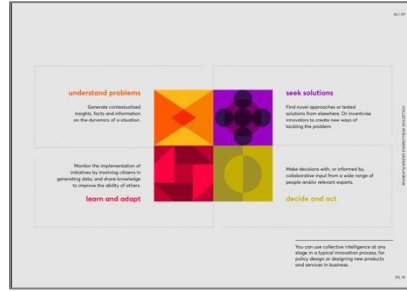 understand problems
Generate contextualised
insights, facts and information
on the dynamics of a situation.
seek solutions
Find novel approaches or tested
solutions from elsewhere. Or incentivise
innovators to create new ways of
tackling the problem.
Monitor the implementation of
initiatives by involving citizens in
generating data, and share knowledge
to improve the ability of others.
learn and adapt
Make decisions with, or informed by,
collaborative input from a wide range of
people and/or relevant experts.
decide and act
You can use collective intelligence at any
stage in a typical innovation process, for
policy design or designing new products
and services in business.